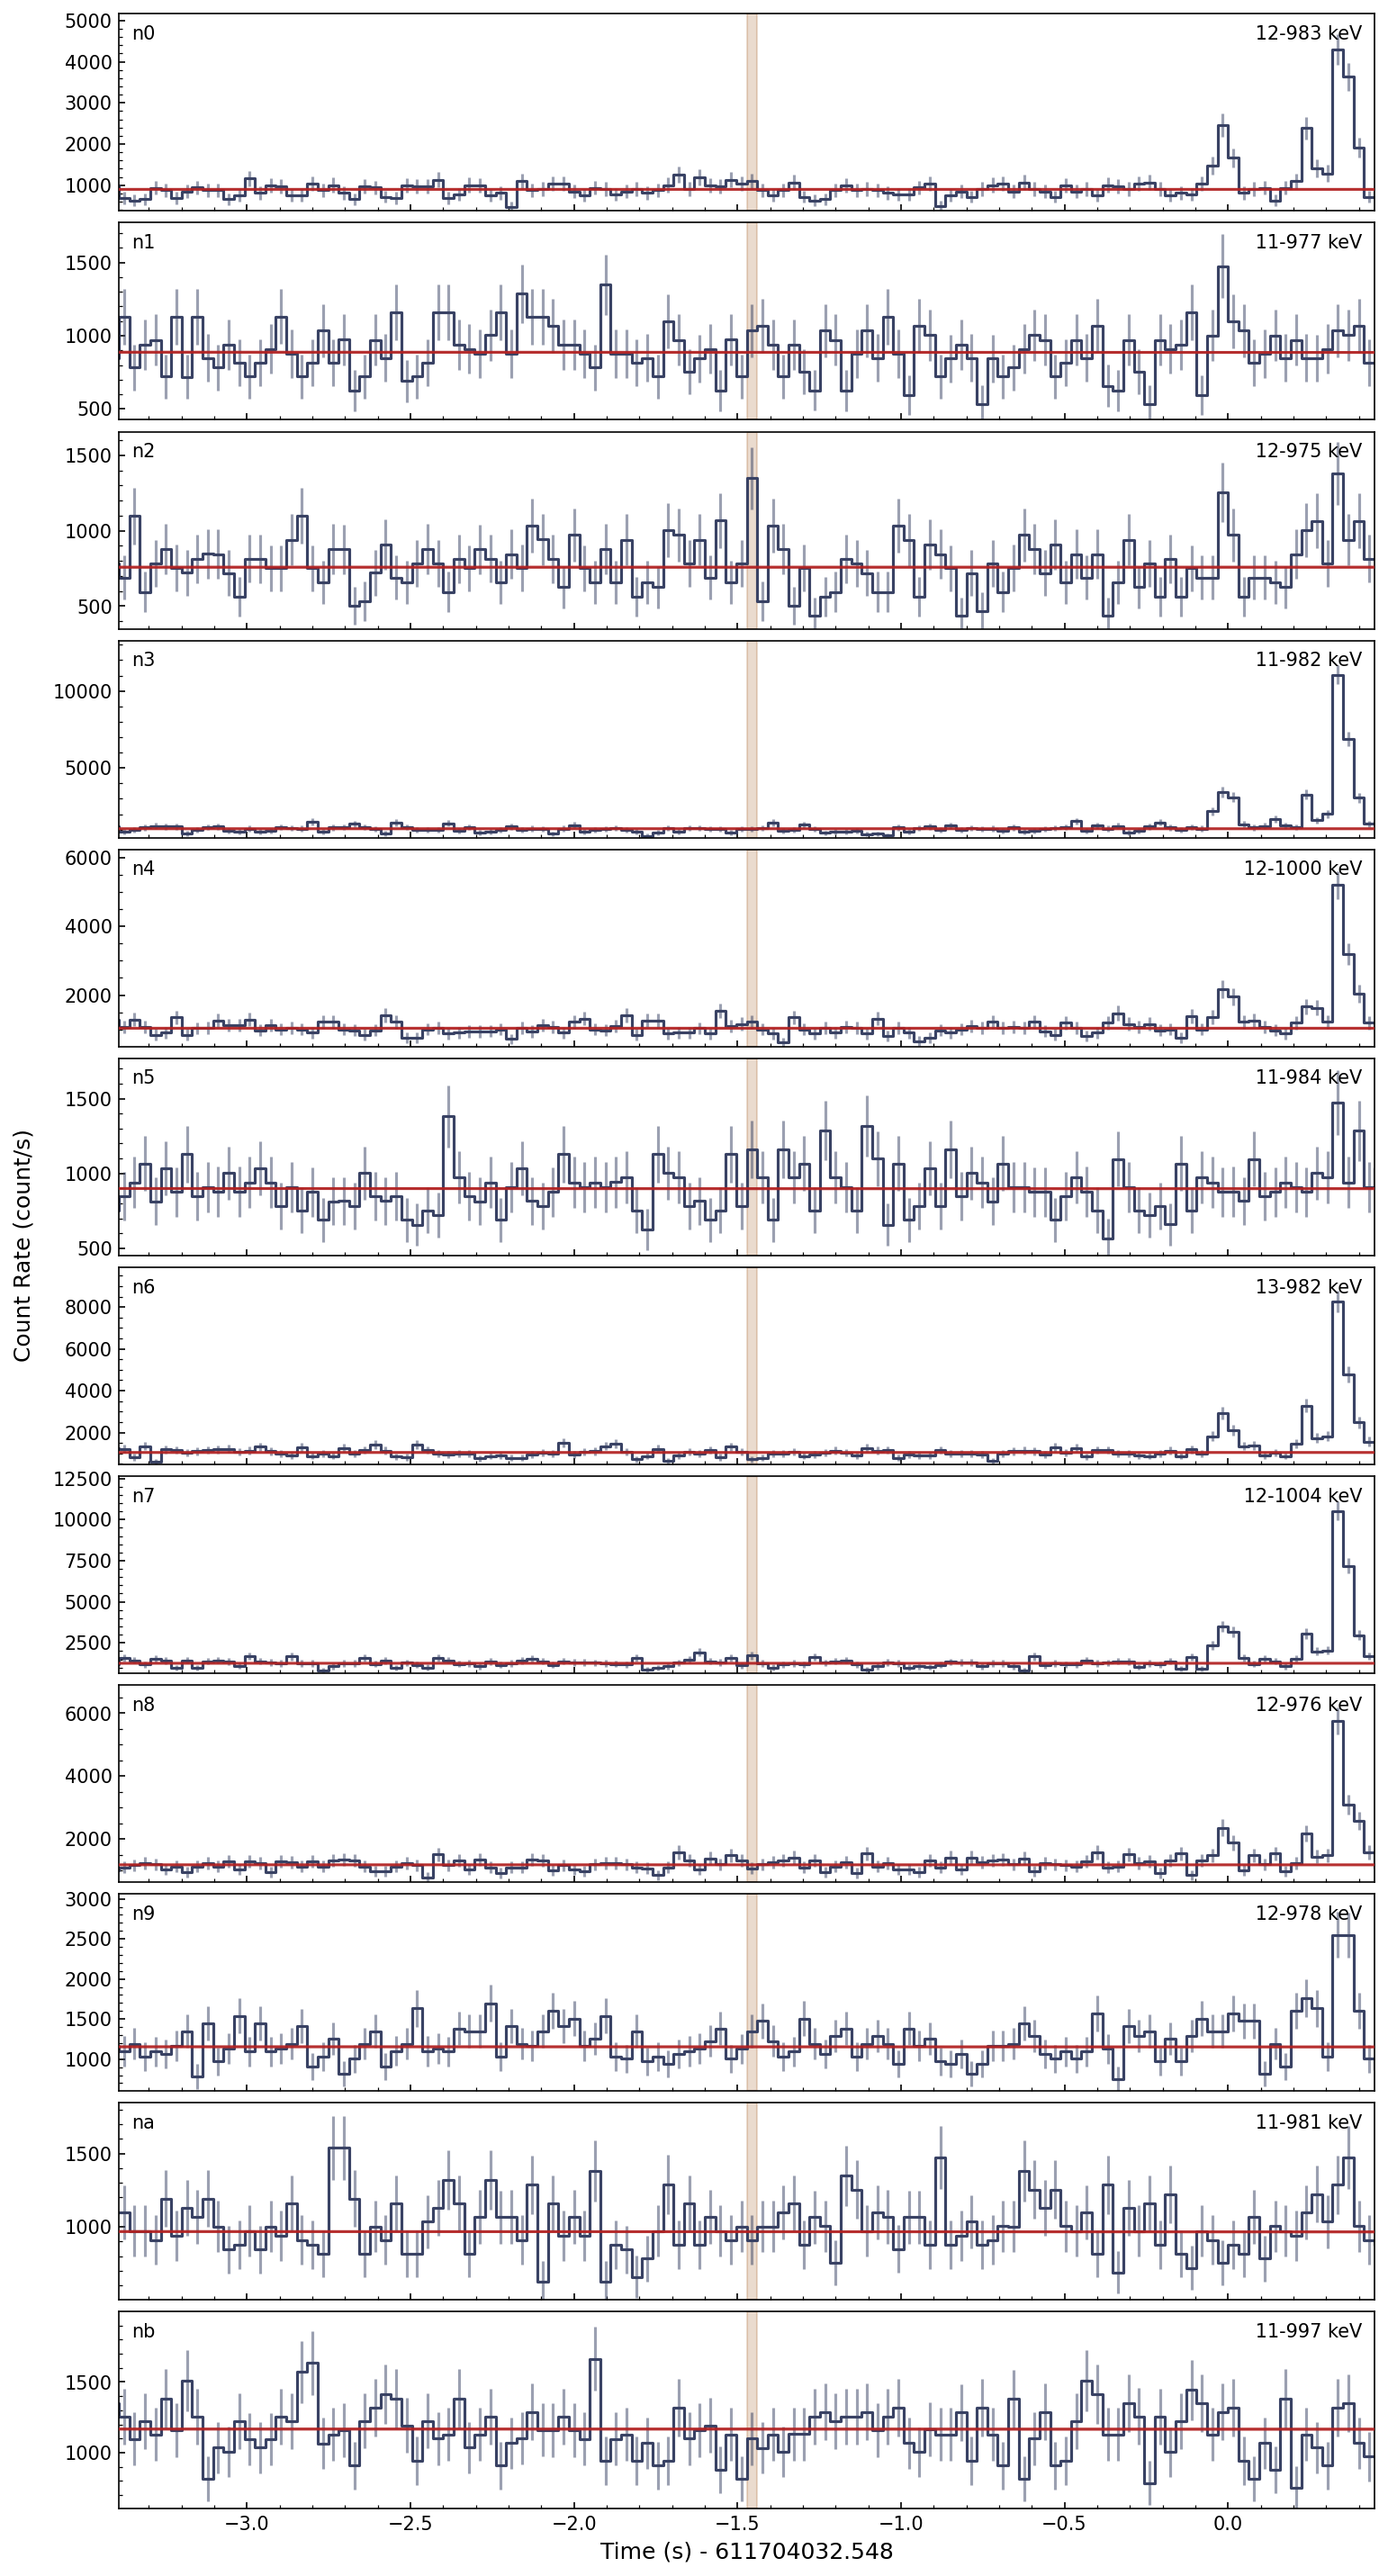 n0 12-983 keV
5000
4000
3000
2000
1000
n1 11-977 keV
1500
1000
500
n2 12-975 keV
1500
1000
500
n3 11-982 keV
10000
5000
n4 12-1000 keV
6000
4000
2000
n5 11-984 keV
1500
1000
500
Count Rate (count/s)
n6 13-982 keV
8000
6000
4000
2000
n7 12-1004 keV
12500
10000
7500
5000
2500
n8 12-976 keV
6000
4000
2000
n9 12-978 keV
3000
2500
2000
1500
1000
na 11-981 keV
1500
1000
nb 11-997 keV
1500
1000
−3.0 −2.5 −2.0 −1.5 −1.0 −0.5 0.0
Time (s) - 611704032.548